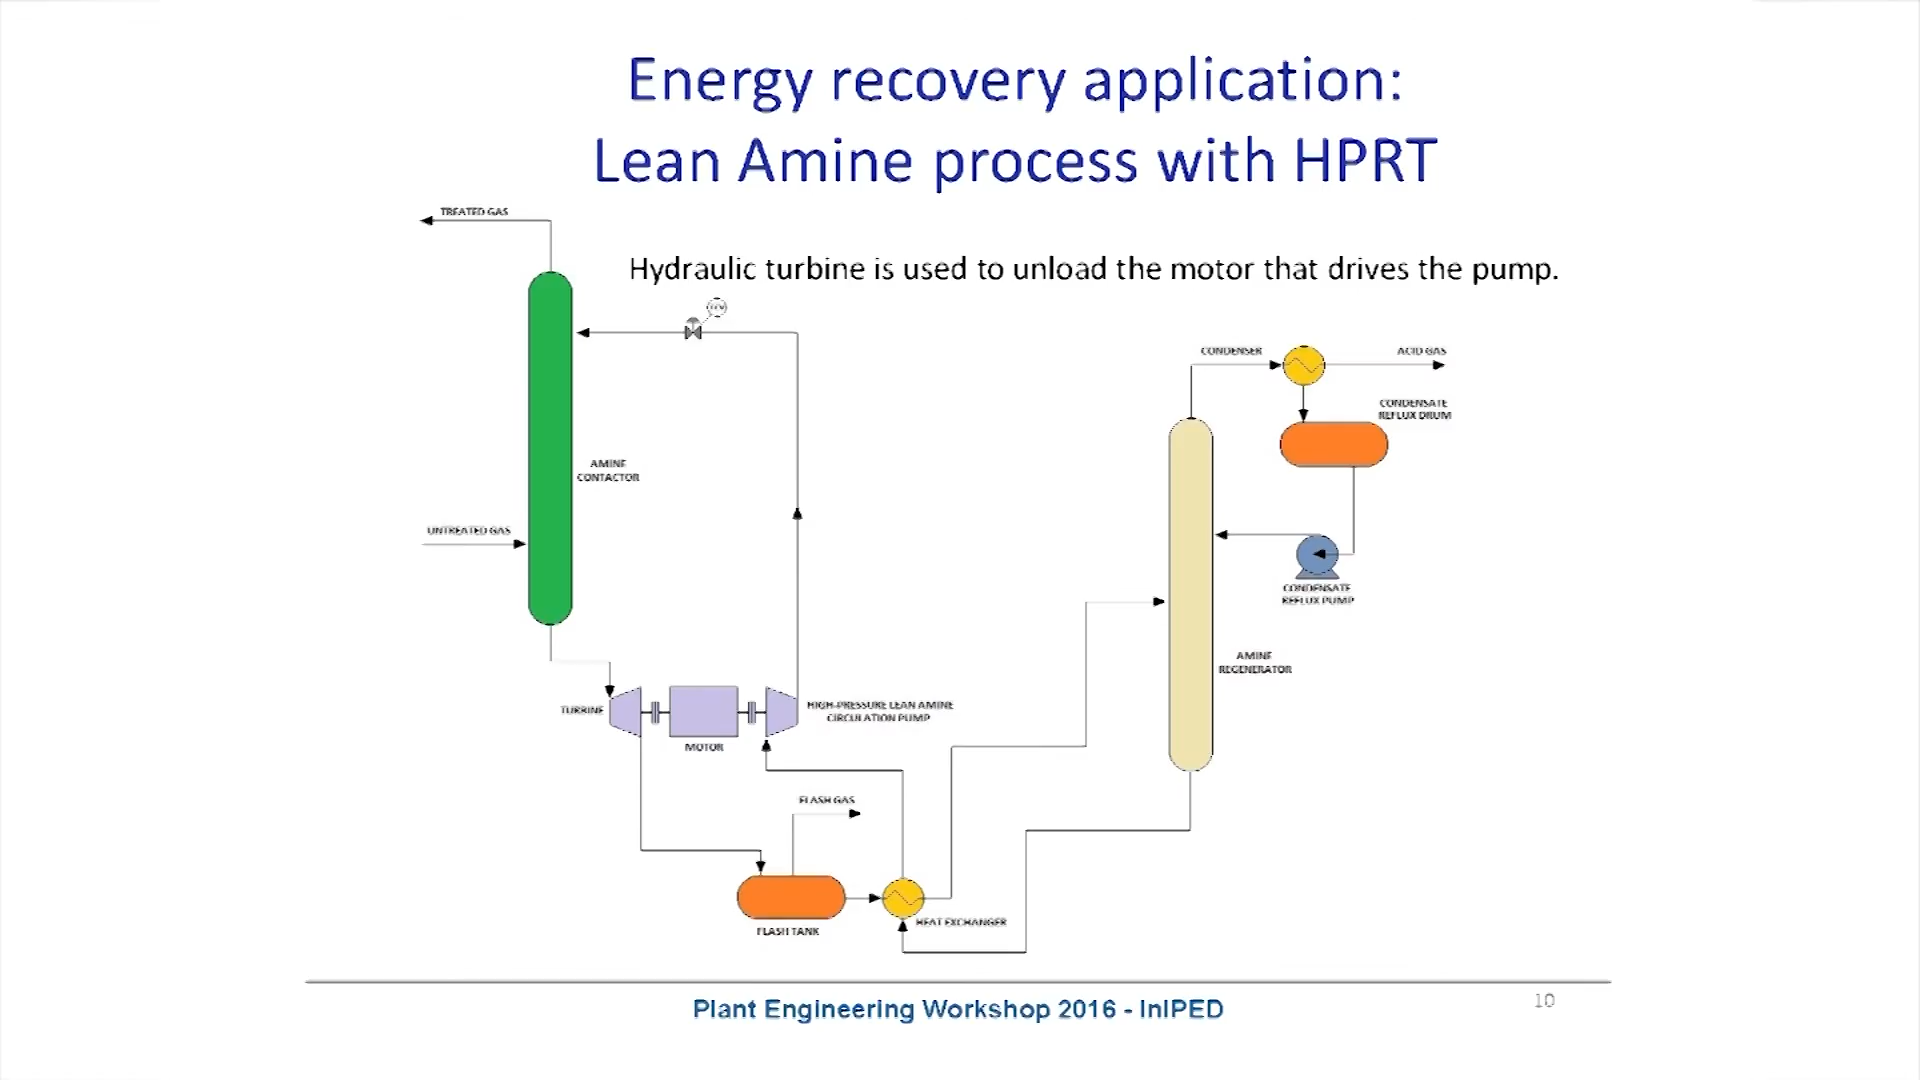 Energy recovery application:
Lean Amine process with HPRT
TREATED GAS
Hydraulic turbine is used to unload the motor that drives the pump.
CONDENSER
ACID GAS
CONDENSATE
REFLUX DRUM
AMINE
CONTACTOR
UNTREATED GAS
CONDENSATE
REFLUX PUMP
AMINE
REGENERATOR
TURBINE
HIGH-PRESSURE LEAN AMINE
CIRCULATION PUMP
MOTOR
FLASH GAS
HEAT EXCHANGER
FLASH TANK
Plant Engineering Workshop 2016 - InIPED
10